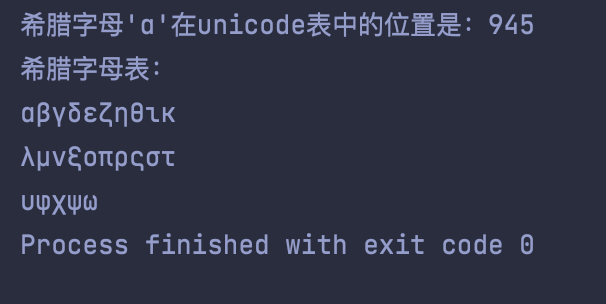 希腊字母'α'在unicode表中的位置是：945
希腊字母表：
αβγδεζηθικ
λμνξοπρςστ
υφχψω
Process finished with exit code 0